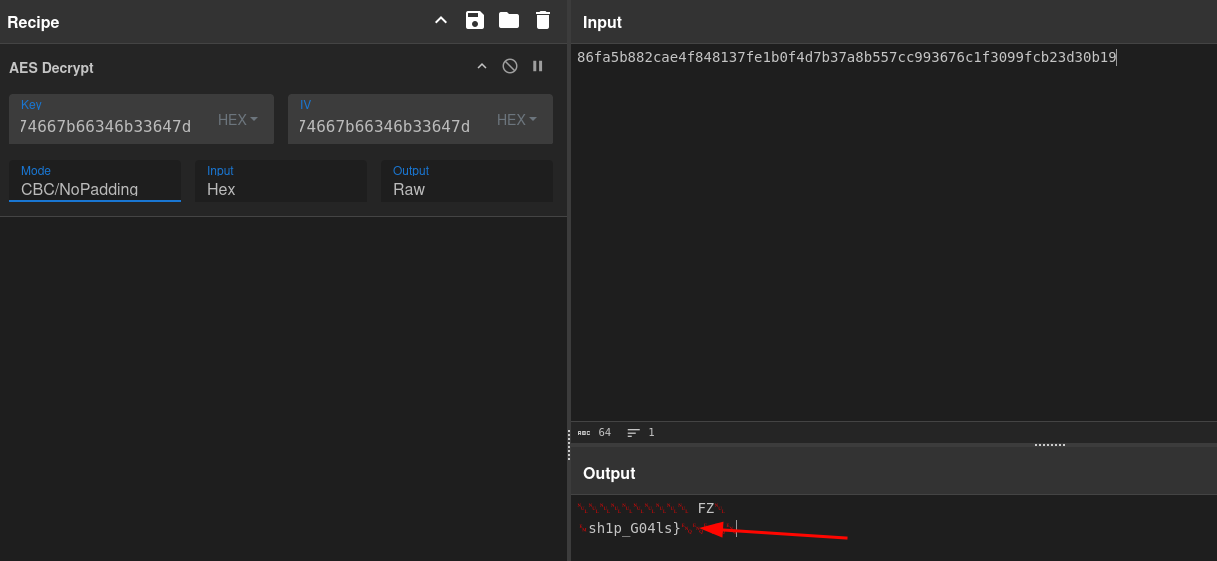 Recipe
Input
AES Decrypt
86fa5b882cae4f848137fe1b0f4d7b37a8b557cc993676c1f3099fcb23d30b19
Key
74667b66346b33647d
HEX
IV
74667b66346b33647d
HEX
Mode
CBC/NoPadding
Input
Hex
Output
Raw
ABC 64
1
Output
FZ
sh1p_G04ls}